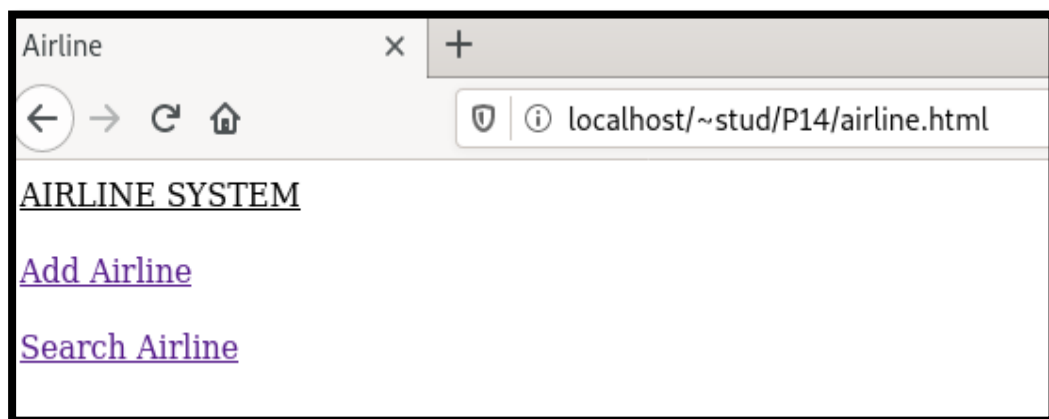 Airline
localhost/~stud/P14/airline.html
AIRLINE SYSTEM
Add Airline
Search Airline